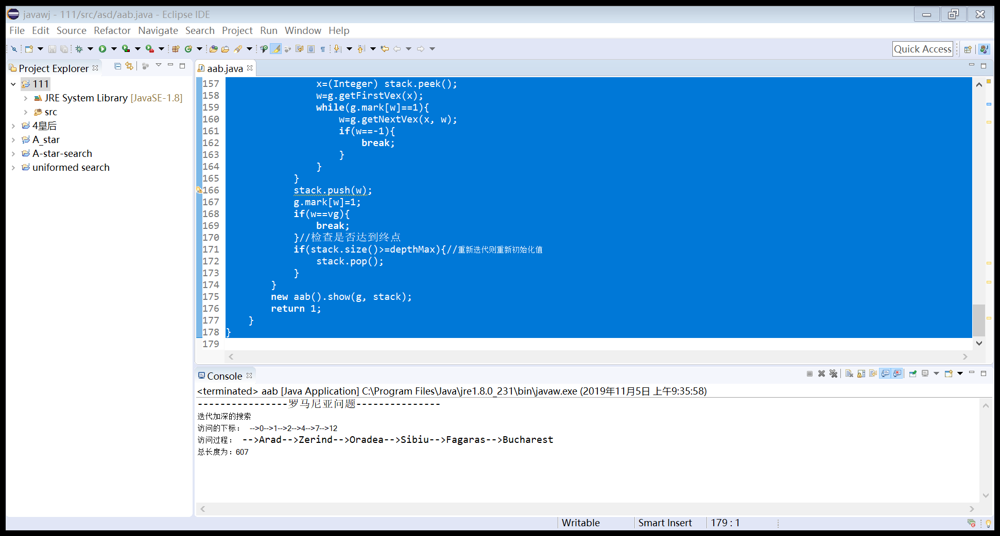 javawj - 111/src/asd/aab.java - Eclipse IDE
File Edit Source Refactor Navigate Search Project Run Window Help
Quick Access
Project Explorer
111
JRE System Library [JavaSE-1.8]
src
4皇后
A_star
A-star-search
uniformed search
aab.java
157 x=(Integer) stack.peek();
158 w=g.getFirstVex(x);
159 while(g.mark[w]==1){
160 w=g.getNextVex(x, w);
161 if(w==-1){
162 break;
163 }
164 }
165 }
166 stack.push(w);
167 g.mark[w]=1;
168 if(w==vg){
169 break;
170 }//检查是否达到终点
171 if(stack.size()>=depthMax){//重新迭代则重新初始化值
172 stack.pop();
173 }
174 }
175 new aab().show(g, stack);
176 return 1;
177 }
178 }
179
Console
<terminated> aab [Java Application] C:\Program Files\Java\jre1.8.0_231\bin\javaw.exe (2019年11月5日 上午9:35:58)
----------------罗马尼亚问题---------------
迭代加深的搜索
访问的下标： -->0-->1-->2-->4-->7-->12
访问过程： -->Arad-->Zerind-->Oradea-->Sibiu-->Fagaras-->Bucharest
总长度为：607
Writable Smart Insert 179 : 1